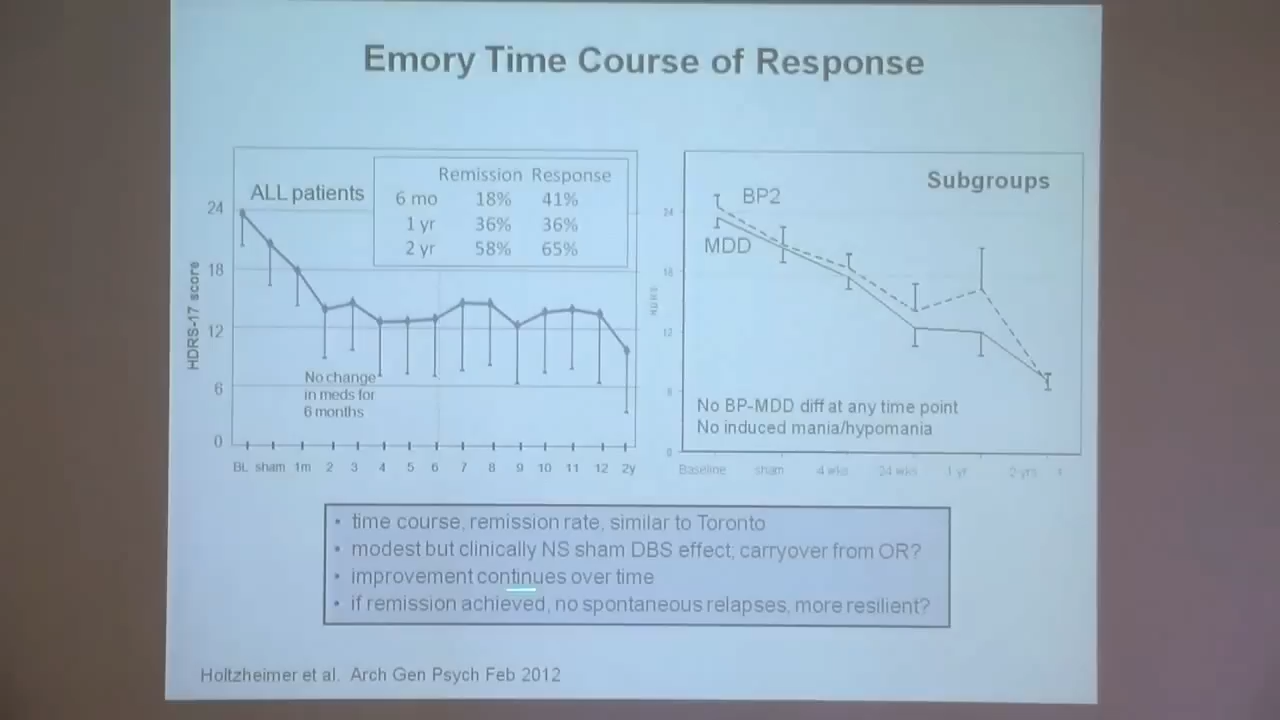 Emory Time Course of Response
ALL patients
Remission Response
6 mo 18% 41%
1 yr 36% 36%
2 yr 58% 65%
HDRS-17 score
24
18
12
6
0
No change
in meds for
6 months
BL sham 1m 2 3 4 5 6 7 8 9 10 11 12 2y
Subgroups
BP2
MDD
24
18
12
0
No BP-MDD diff at any time point
No induced mania/hypomania
Baseline sham 4 wks 24 wks 1 yr 2 yrs
• time course, remission rate, similar to Toronto
• modest but clinically NS sham DBS effect; carryover from OR?
• improvement continues over time
• if remission achieved, no spontaneous relapses, more resilient?
Holtzheimer et al. Arch Gen Psych Feb 2012